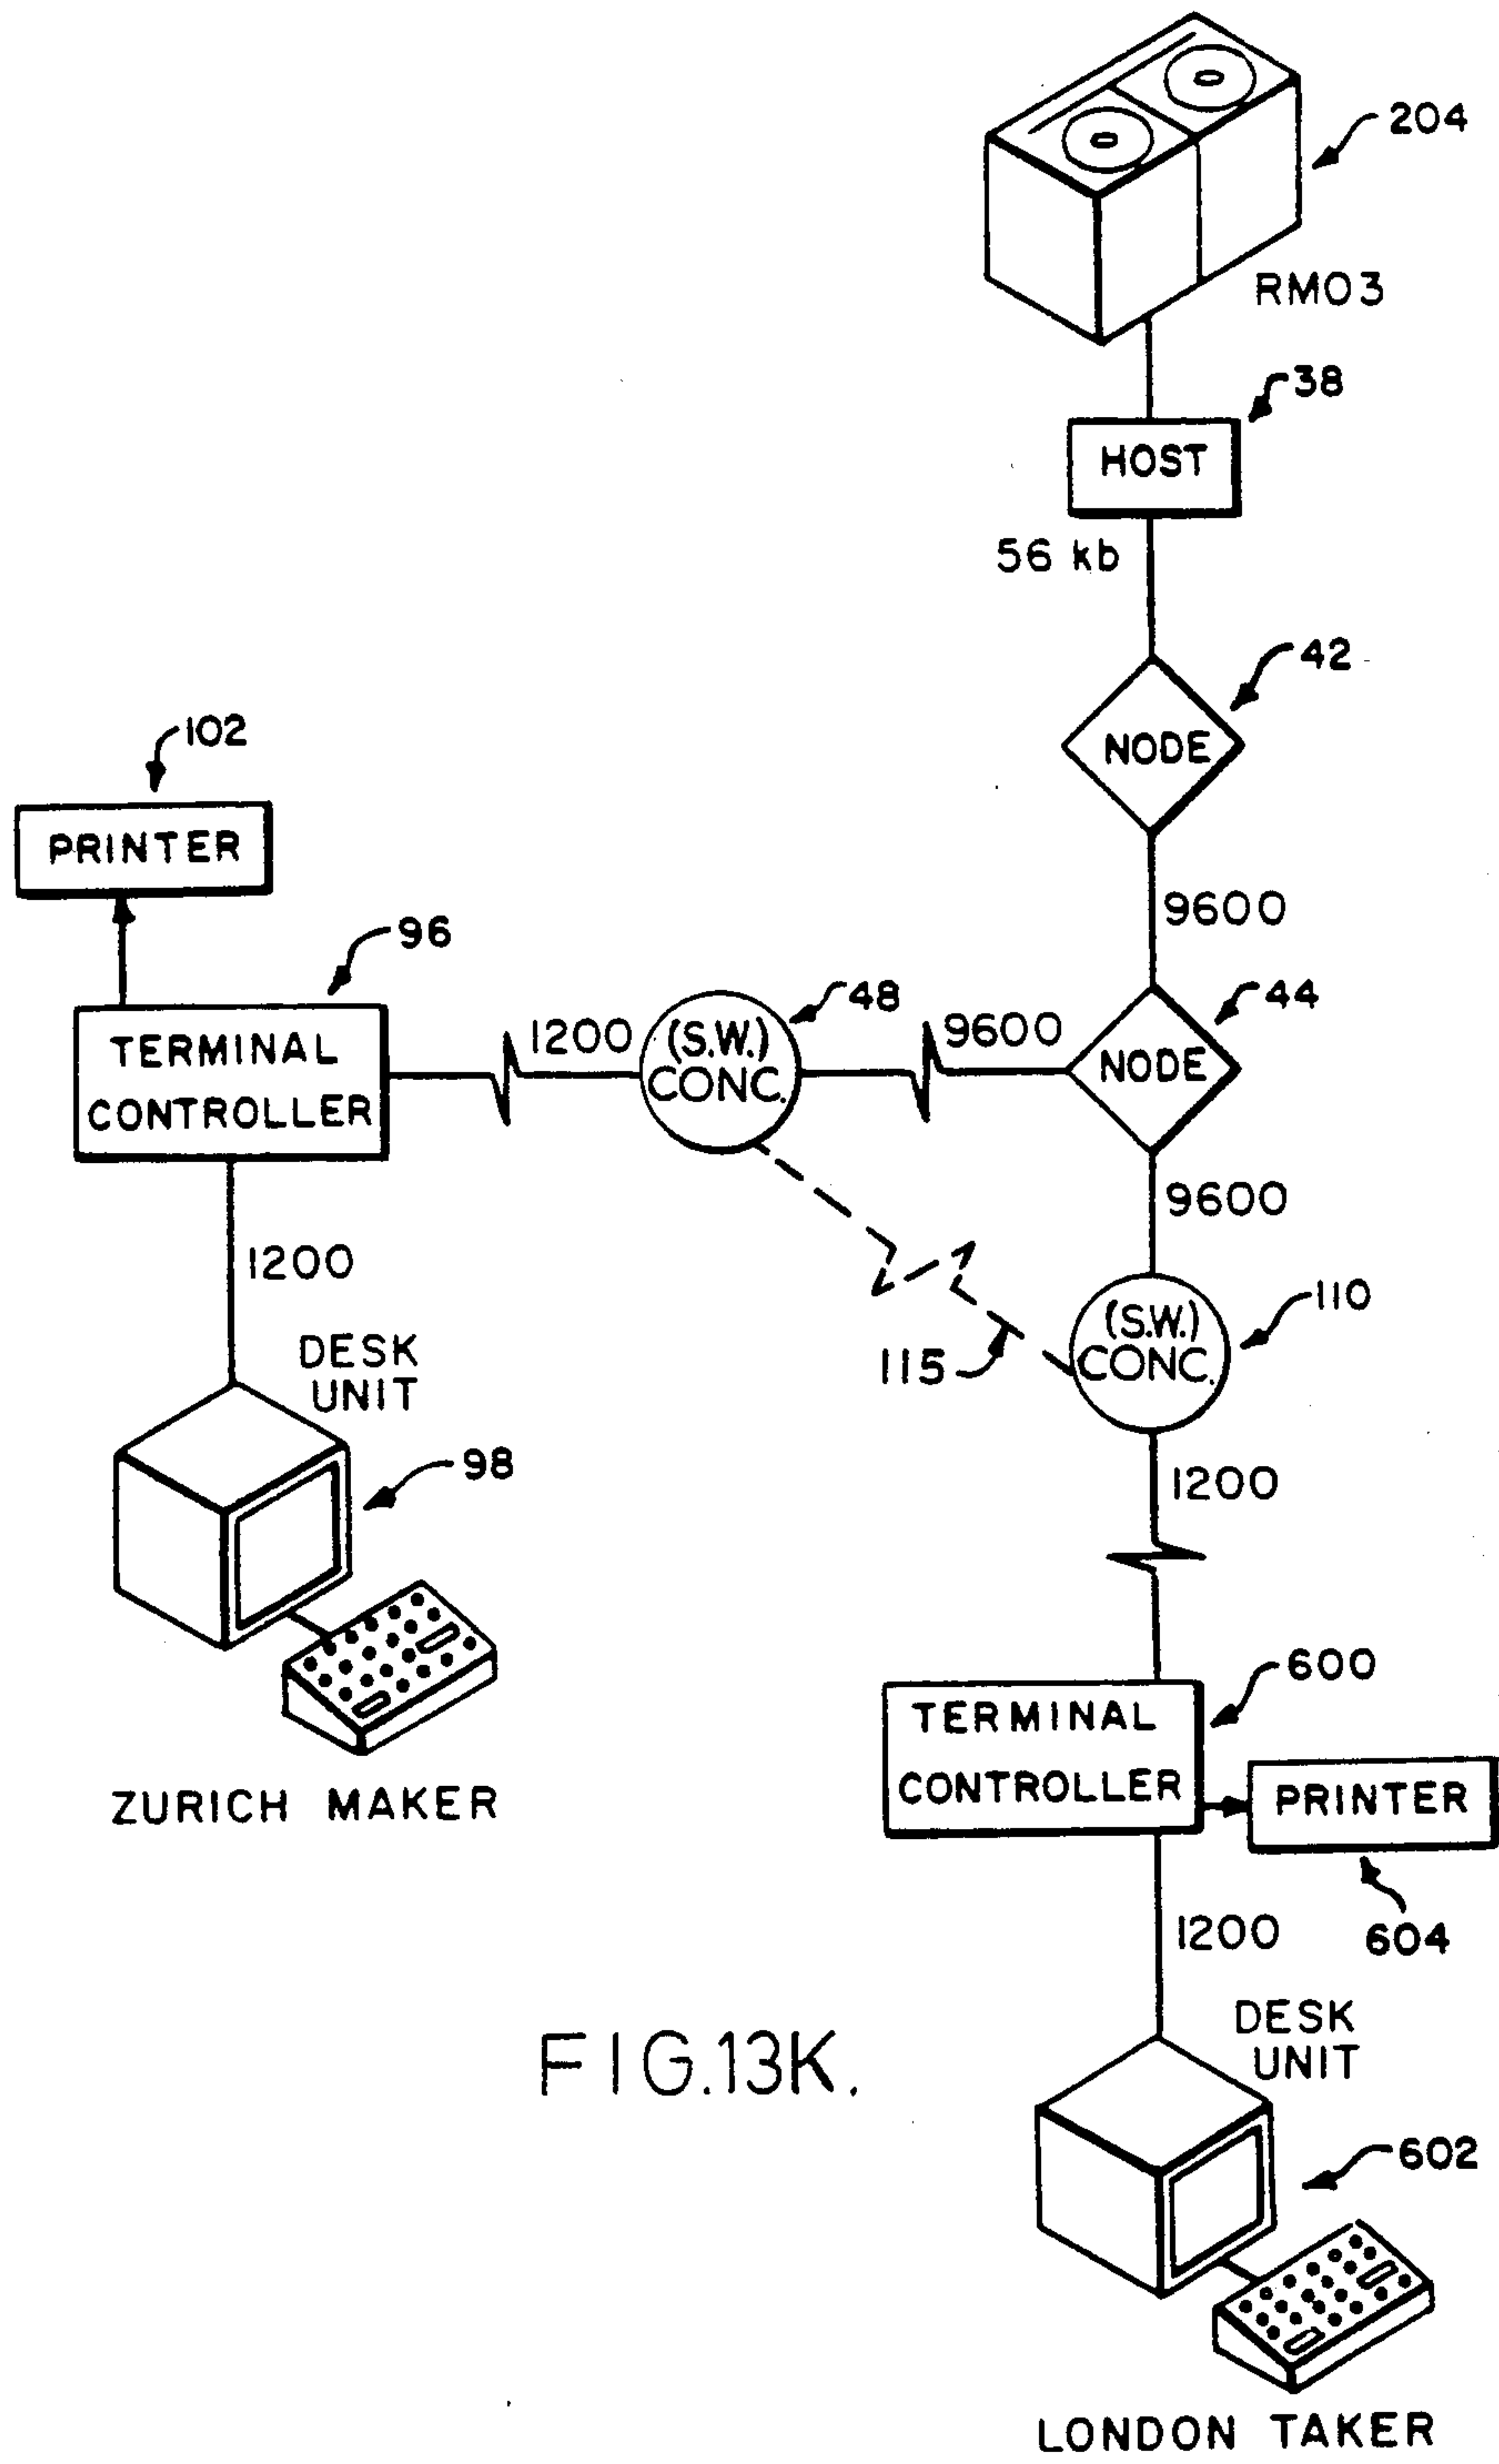 204
RM03
38
HOST
56 kb
42
NODE
102
PRINTER
9600
96
48
44
TERMINAL
CONTROLLER
1200
(S.W.)
CONC.
9600
NODE
9600
1200
110
(S.W.)
CONC.
115
DESK
UNIT
98
1200
ZURICH MAKER
600
TERMINAL
CONTROLLER
PRINTER
604
1200
DESK
UNIT
FIG.13K.
602
LONDON TAKER